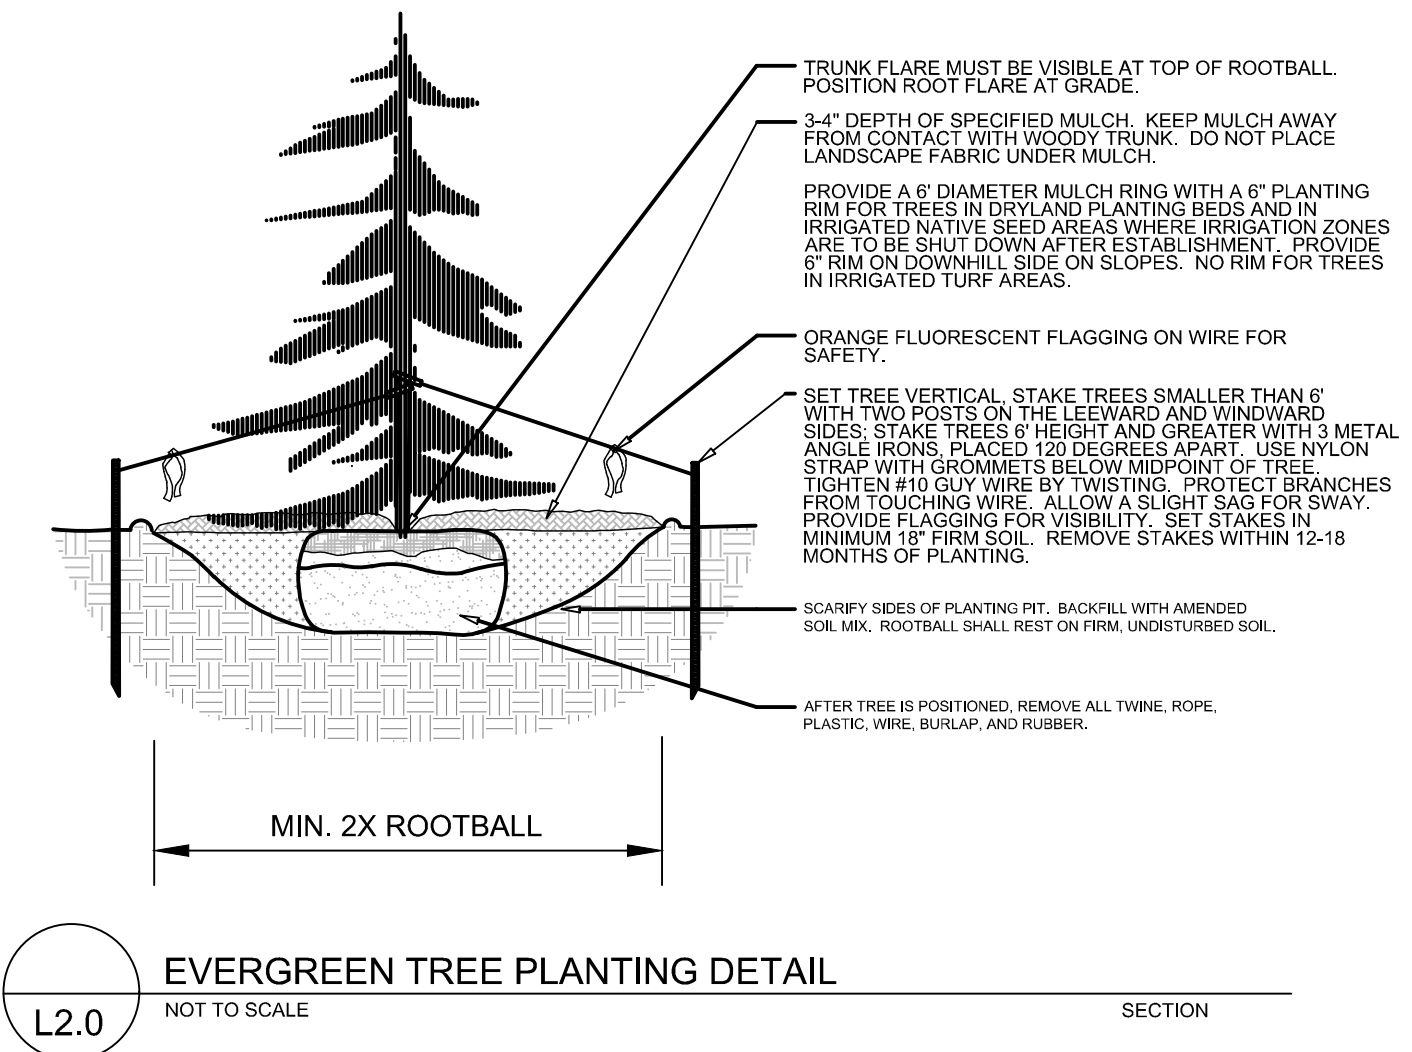 TRUNK FLARE MUST BE VISIBLE AT TOP OF ROOTBALL.
POSITION ROOT FLARE AT GRADE.
3-4" DEPTH OF SPECIFIED MULCH. KEEP MULCH AWAY
FROM CONTACT WITH WOODY TRUNK. DO NOT PLACE
LANDSCAPE FABRIC UNDER MULCH.
PROVIDE A 6' DIAMETER MULCH RING WITH A 6" PLANTING
RIM FOR TREES IN DRYLAND PLANTING BEDS AND IN
IRRIGATED NATIVE SEED AREAS WHERE IRRIGATION ZONES
ARE TO BE SHUT DOWN AFTER ESTABLISHMENT. PROVIDE
6" RIM ON DOWNHILL SIDE ON SLOPES. NO RIM FOR TREES
IN IRRIGATED TURF AREAS.
ORANGE FLUORESCENT FLAGGING ON WIRE FOR
SAFETY.
SET TREE VERTICAL, STAKE TREES SMALLER THAN 6'
WITH TWO POSTS ON THE LEEWARD AND WINDWARD
SIDES; STAKE TREES 6' HEIGHT AND GREATER WITH 3 METAL
ANGLE IRONS, PLACED 120 DEGREES APART. USE NYLON
STRAP WITH GROMMETS BELOW MIDPOINT OF TREE.
TIGHTEN #10 GUY WIRE BY TWISTING. PROTECT BRANCHES
FROM TOUCHING WIRE. ALLOW A SLIGHT SAG FOR SWAY.
PROVIDE FLAGGING FOR VISIBILITY. SET STAKES IN
MINIMUM 18" FIRM SOIL. REMOVE STAKES WITHIN 12-18
MONTHS OF PLANTING.
SCARIFY SIDES OF PLANTING PIT. BACKFILL WITH AMENDED
SOIL MIX. ROOTBALL SHALL REST ON FIRM, UNDISTURBED SOIL.
AFTER TREE IS POSITIONED, REMOVE ALL TWINE, ROPE,
PLASTIC, WIRE, BURLAP, AND RUBBER.
MIN. 2X ROOTBALL
EVERGREEN TREE PLANTING DETAIL
L2.0
NOT TO SCALE
SECTION